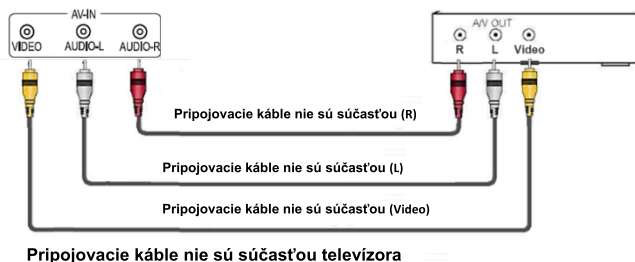 AV-IN
VIDEO AUDIO-L AUDIO-R
A/V OUT
R L Video
Pripojovacie káble nie sú súčasťou (R)
Pripojovacie káble nie sú súčasťou (L)
Pripojovacie káble nie sú súčasťou (Video)
Pripojovacie káble nie sú súčasťou televízora